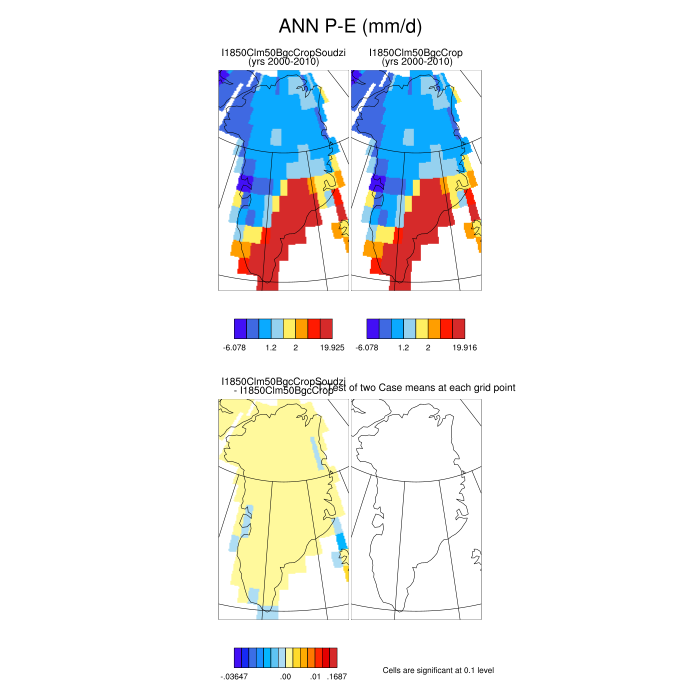 ANN P-E (mm/d)
I1850Clm50BgcCropSoudzi
(yrs 2000-2010)
I1850Clm50BgcCrop
(yrs 2000-2010)
-6.078 1.2 2 19.925
-6.078 1.2 2 19.916
I1850Clm50BgcCropSoudzi
- I1850Clm50BgcCrop
Test of two Case means at each grid point
-.03647 .00 .01 .1687
Cells are significant at 0.1 level